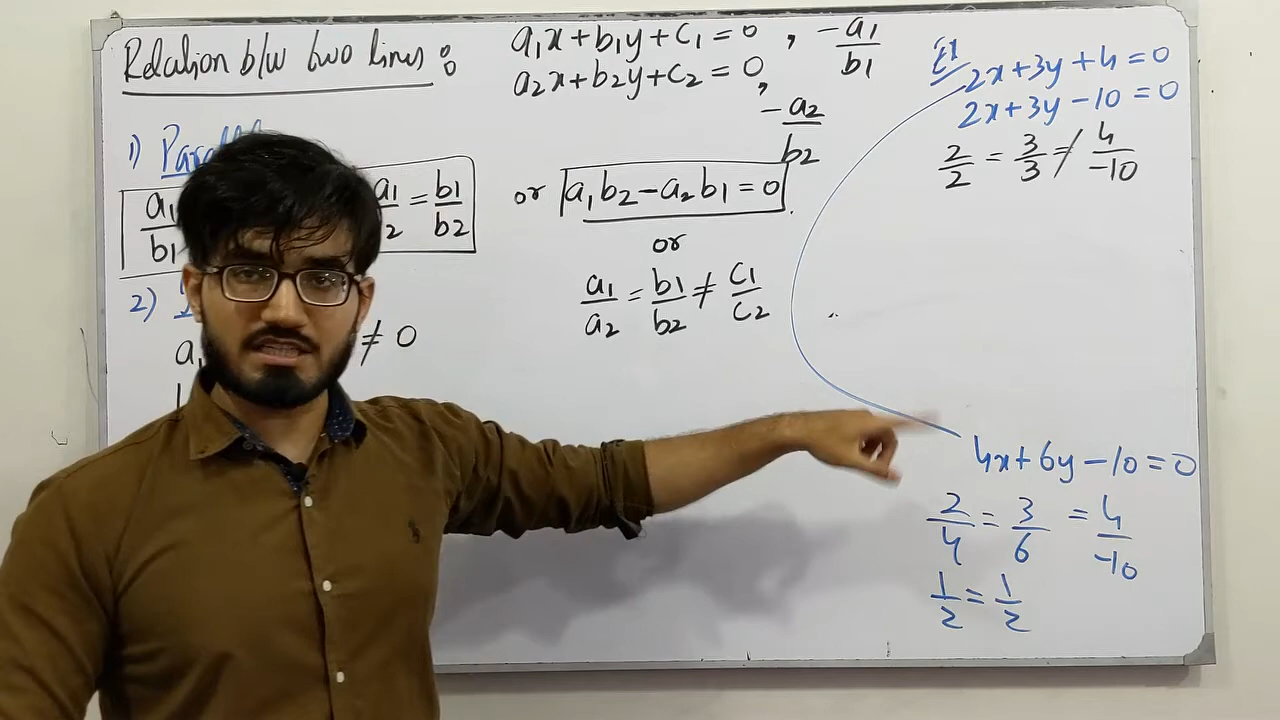 Relation b/w two lines :
a₁x + b₁y + c₁ = 0 , -a₁/b₁
a₂x + b₂y + c₂ = 0 , -a₂/b₂
1)
a₁/b₁
a₁/a₂ = b₁/b₂
or a₁b₂ - a₂b₁ = 0 .
or
a₁/a₂ = b₁/b₂ ≠ c₁/c₂
2)
a₁ ≠ 0
Ex 2x + 3y + 4 = 0
2x + 3y - 10 = 0
2/2 = 3/3 ≠ 4/-10
4x + 6y - 10 = 0
2/4 = 3/6 = 4/-10
1/2 = 1/2